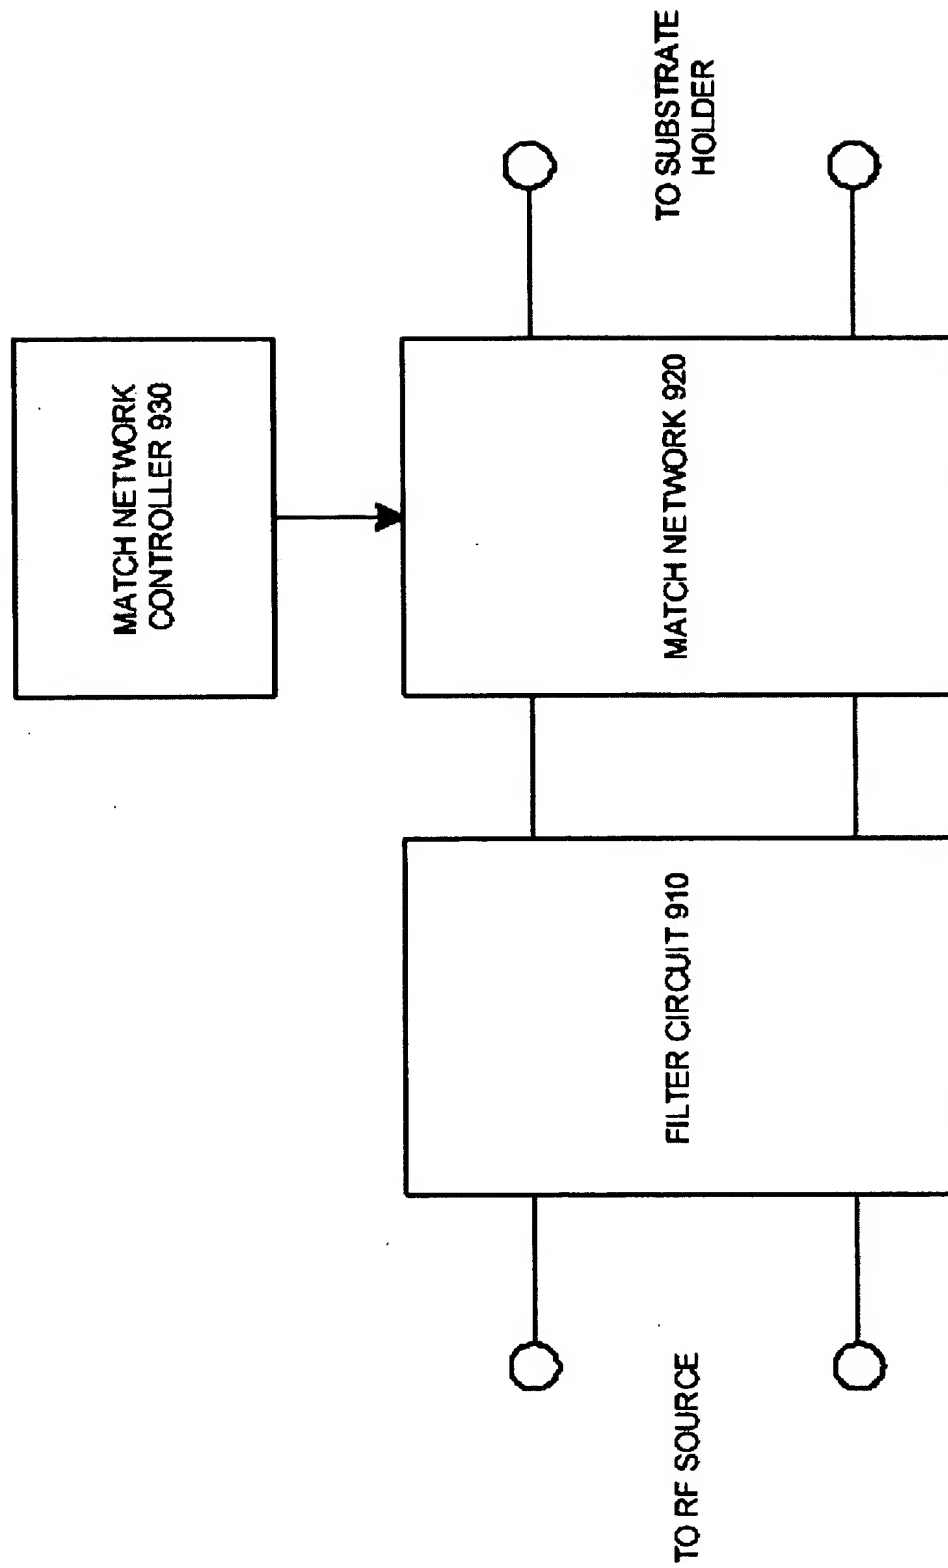 MATCH NETWORK
CONTROLLER 930
TO RF SOURCE
FILTER CIRCUIT 910
MATCH NETWORK 920
TO SUBSTRATE
HOLDER